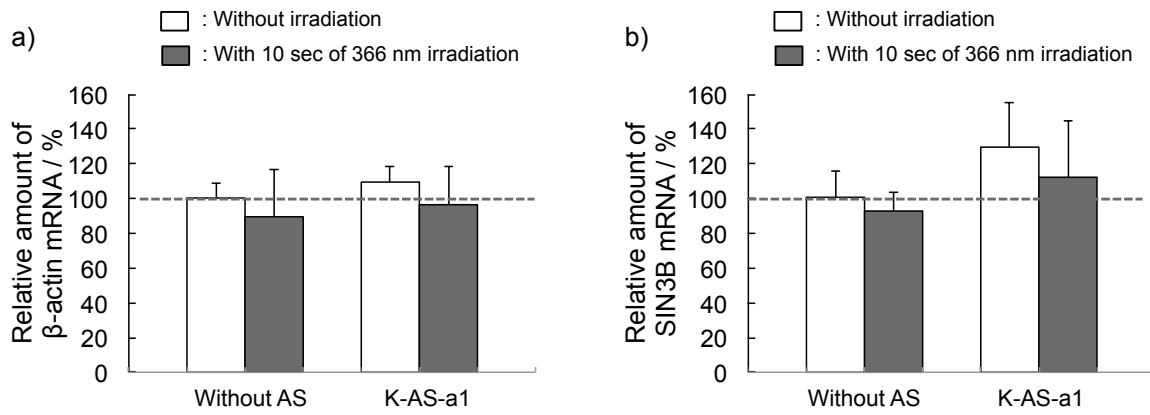 a)
: Without irradiation
: With 10 sec of 366 nm irradiation
Relative amount of
β-actin mRNA / %
160
140
120
100
80
60
40
20
0
Without AS K-AS-a1
b)
: Without irradiation
: With 10 sec of 366 nm irradiation
Relative amount of
SIN3B mRNA / %
160
140
120
100
80
60
40
20
0
Without AS K-AS-a1